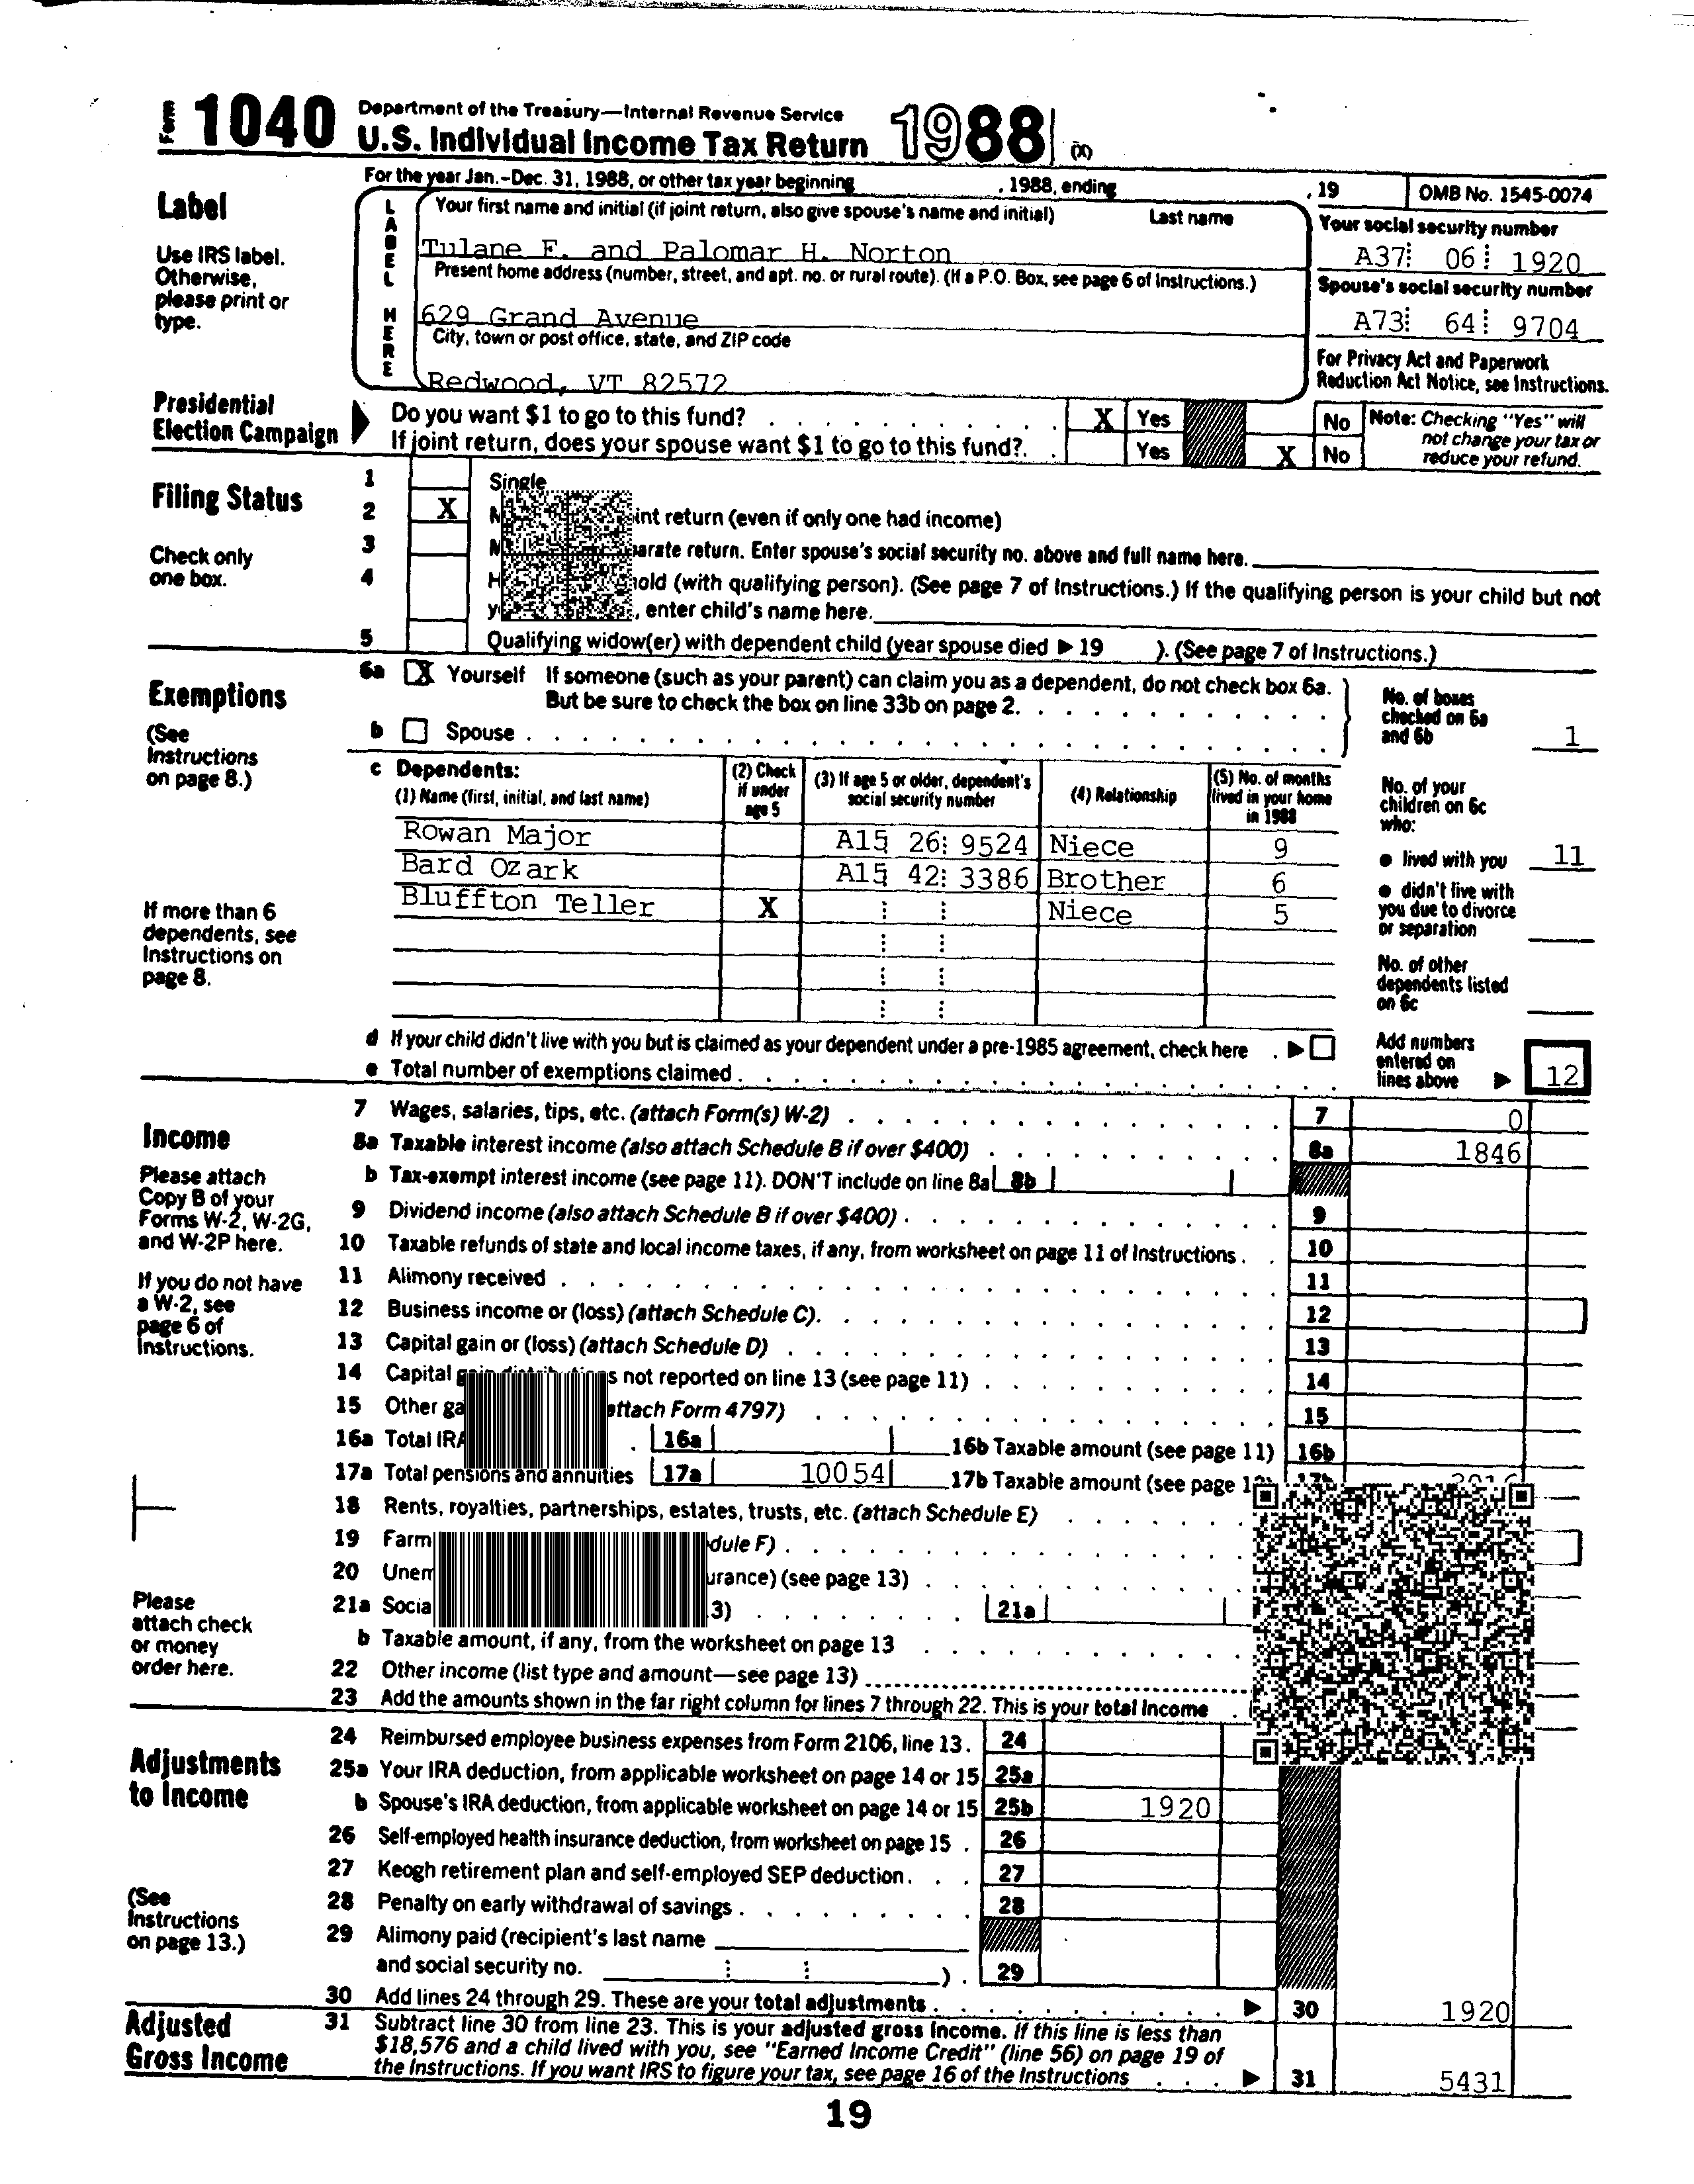 Form 1040 Department of the Treasury—Internal Revenue Service
U.S. Individual Income Tax Return 1988 (X)
For the year Jan.–Dec. 31, 1988, or other tax year beginning , 1988, ending , 19 OMB No. 1545-0074
Label
Use IRS label.
Otherwise,
please print or
type.
LABEL HERE
Your first name and initial (if joint return, also give spouse's name and initial) Last name
Tulane F. and Palomar H. Norton
Present home address (number, street, and apt. no. or rural route). (If a P.O. Box, see page 6 of Instructions.)
629 Grand Avenue
City, town or post office, state, and ZIP code
Redwood, VT 82572
Your social security number
A37 06 1920
Spouse's social security number
A73 64 9704
For Privacy Act and Paperwork
Reduction Act Notice, see Instructions.
Presidential
Election Campaign
Do you want $1 to go to this fund? X Yes No
If joint return, does your spouse want $1 to go to this fund? Yes X No
Note: Checking "Yes" will
not change your tax or
reduce your refund.
Filing Status
Check only
one box.
1 Single
2 X int return (even if only one had income)
3 arate return. Enter spouse's social security no. above and full name here.
4 old (with qualifying person). (See page 7 of Instructions.) If the qualifying person is your child but not
, enter child's name here.
5 Qualifying widow(er) with dependent child (year spouse died ▶ 19 ). (See page 7 of Instructions.)
Exemptions
(See
Instructions
on page 8.)
6a X Yourself If someone (such as your parent) can claim you as a dependent, do not check box 6a.
But be sure to check the box on line 33b on page 2.
b Spouse
No. of boxes
checked on 6a
and 6b 1
c Dependents:
(1) Name (first, initial, and last name)
(2) Check
if under
age 5
(3) If age 5 or older, dependent's
social security number
(4) Relationship
(5) No. of months
lived in your home
in 1988
Rowan Major A15 26 9524 Niece 9
Bard Ozark A15 42 3386 Brother 6
Bluffton Teller X Niece 5
If more than 6
dependents, see
Instructions on
page 8.
No. of your
children on 6c
who:
● lived with you 11
● didn't live with
you due to divorce
or separation
No. of other
dependents listed
on 6c
d If your child didn't live with you but is claimed as your dependent under a pre-1985 agreement, check here ▶
e Total number of exemptions claimed
Add numbers
entered on
lines above ▶ 12
Income
Please attach
Copy B of your
Forms W-2, W-2G,
and W-2P here.
If you do not have
a W-2, see
page 6 of
Instructions.
Please
attach check
or money
order here.
7 Wages, salaries, tips, etc. (attach Form(s) W-2) 7 0
8a Taxable interest income (also attach Schedule B if over $400) 8a 1846
b Tax-exempt interest income (see page 11). DON'T include on line 8a 8b
9 Dividend income (also attach Schedule B if over $400) 9
10 Taxable refunds of state and local income taxes, if any, from worksheet on page 11 of Instructions 10
11 Alimony received 11
12 Business income or (loss) (attach Schedule C) 12
13 Capital gain or (loss) (attach Schedule D) 13
14 Capital gain distributions not reported on line 13 (see page 11) 14
15 Other ga attach Form 4797) 15
16a Total IRA 16a 16b Taxable amount (see page 11) 16b
17a Total pensions and annuities 17a 10054 17b Taxable amount (see page 17b
18 Rents, royalties, partnerships, estates, trusts, etc. (attach Schedule E)
19 Farm dule F)
20 Unem urance) (see page 13)
21a Socia 3) 21a
b Taxable amount, if any, from the worksheet on page 13
22 Other income (list type and amount—see page 13)
23 Add the amounts shown in the far right column for lines 7 through 22. This is your total income
Adjustments
to Income
(See
Instructions
on page 13.)
24 Reimbursed employee business expenses from Form 2106, line 13. 24
25a Your IRA deduction, from applicable worksheet on page 14 or 15 25a
b Spouse's IRA deduction, from applicable worksheet on page 14 or 15 25b 1920
26 Self-employed health insurance deduction, from worksheet on page 15 26
27 Keogh retirement plan and self-employed SEP deduction 27
28 Penalty on early withdrawal of savings 28
29 Alimony paid (recipient's last name
and social security no. ) 29
30 Add lines 24 through 29. These are your total adjustments ▶ 30 1920
Adjusted
Gross Income
31 Subtract line 30 from line 23. This is your adjusted gross income. If this line is less than
$18,576 and a child lived with you, see "Earned Income Credit" (line 56) on page 19 of
the Instructions. If you want IRS to figure your tax, see page 16 of the Instructions ▶ 31 5431
19